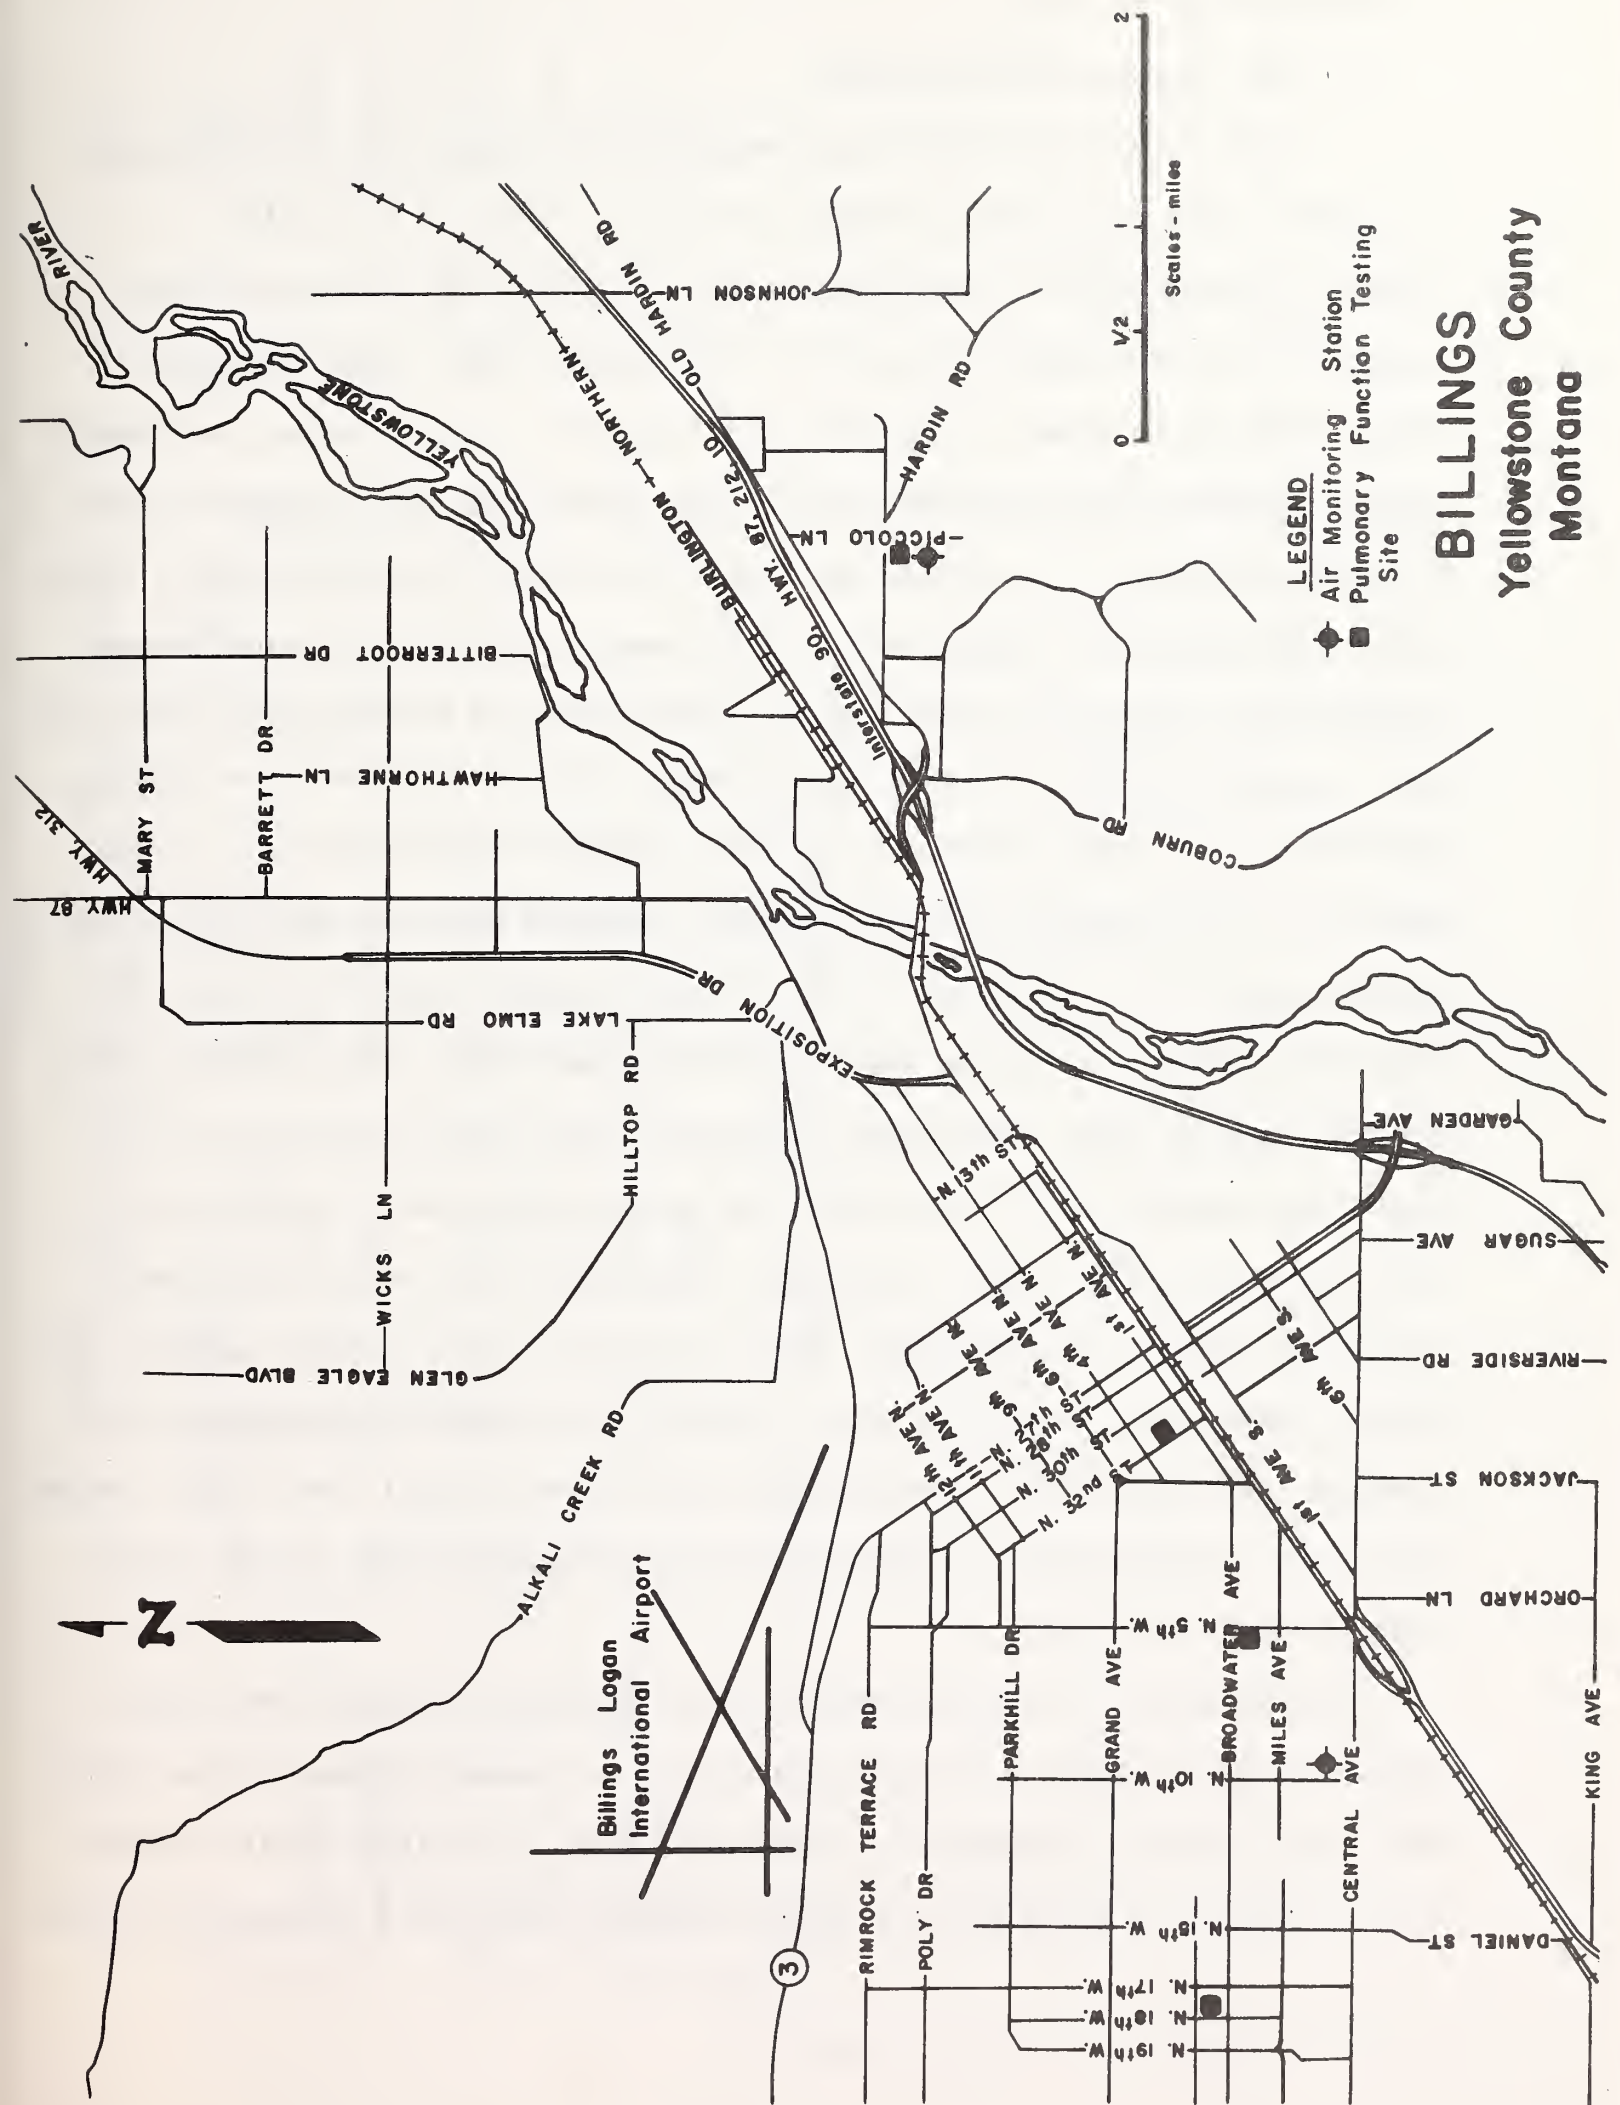 HWY. 312
HWY. 87
MARY ST
BARRETT DR
WICKS LN
HILLTOP RD
ALKALI CREEK RD
GLEN EAGLE BLVD
LAKE ELMO RD
HAWTHORNE LN
BITTERROOT DR
EXPOSITION DR
YELLOWSTONE
RIVER
BURLINGTON
NORTHERN
Interstate 90, HWY. 87, 212, 10
OLD HARDIN RD
JOHNSON LN
HARDIN RD
PICCOLO LN
COBURN RD
N
Billings Logan
International Airport
3
RIMROCK TERRACE RD
POLY DR
PARKHILL DR
GRAND AVE
BROADWATER AVE
MILES AVE
CENTRAL AVE
KING AVE
N. 19th W.
N. 18th W.
N. 17th W.
N. 15th W.
N. 10th W.
N. 5th W.
DANIEL ST
ORCHARD LN
JACKSON ST
RIVERSIDE RD
SUGAR AVE
GARDEN AVE
N. 13th ST
12th AVE N.
11th AVE N.
9th AVE N.
6th AVE N.
4th AVE N.
1st AVE N.
N. 27th ST
N. 28th ST
N. 30th ST
N. 32nd ST
1st AVE S.
6th AVE S.
0 1/2 1 2
Scales - miles
LEGEND
Air Monitoring Station
Pulmonary Function Testing
Site
BILLINGS
Yellowstone County
Montana